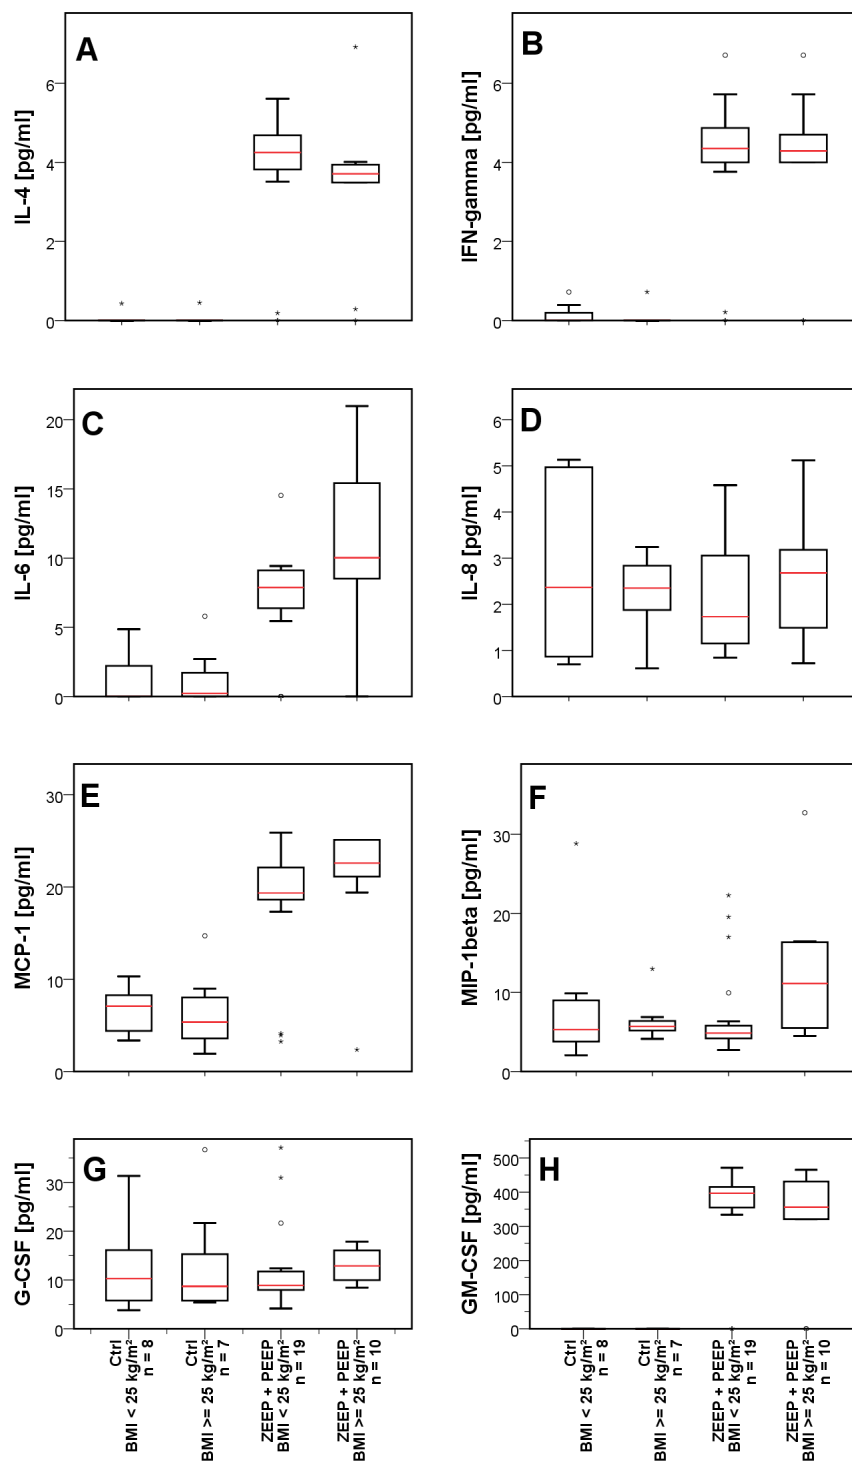 A
IL-4 [pg/ml]
6
4
2
0
B
IFN-gamma [pg/ml]
6
4
2
0
C
IL-6 [pg/ml]
20
15
10
5
0
D
IL-8 [pg/ml]
6
5
4
3
2
1
0
E
MCP-1 [pg/ml]
30
20
10
0
F
MIP-1beta [pg/ml]
30
20
10
0
G
G-CSF [pg/ml]
30
20
10
0
H
GM-CSF [pg/ml]
500
400
300
200
100
0
Ctrl
BMI < 25 kg/m²
n = 8
Ctrl
BMI >= 25 kg/m²
n = 7
ZEEP + PEEP
BMI < 25 kg/m²
n = 19
ZEEP + PEEP
BMI >= 25 kg/m²
n = 10
Ctrl
BMI < 25 kg/m²
n = 8
Ctrl
BMI >= 25 kg/m²
n = 7
ZEEP + PEEP
BMI < 25 kg/m²
n = 19
ZEEP + PEEP
BMI >= 25 kg/m²
n = 10